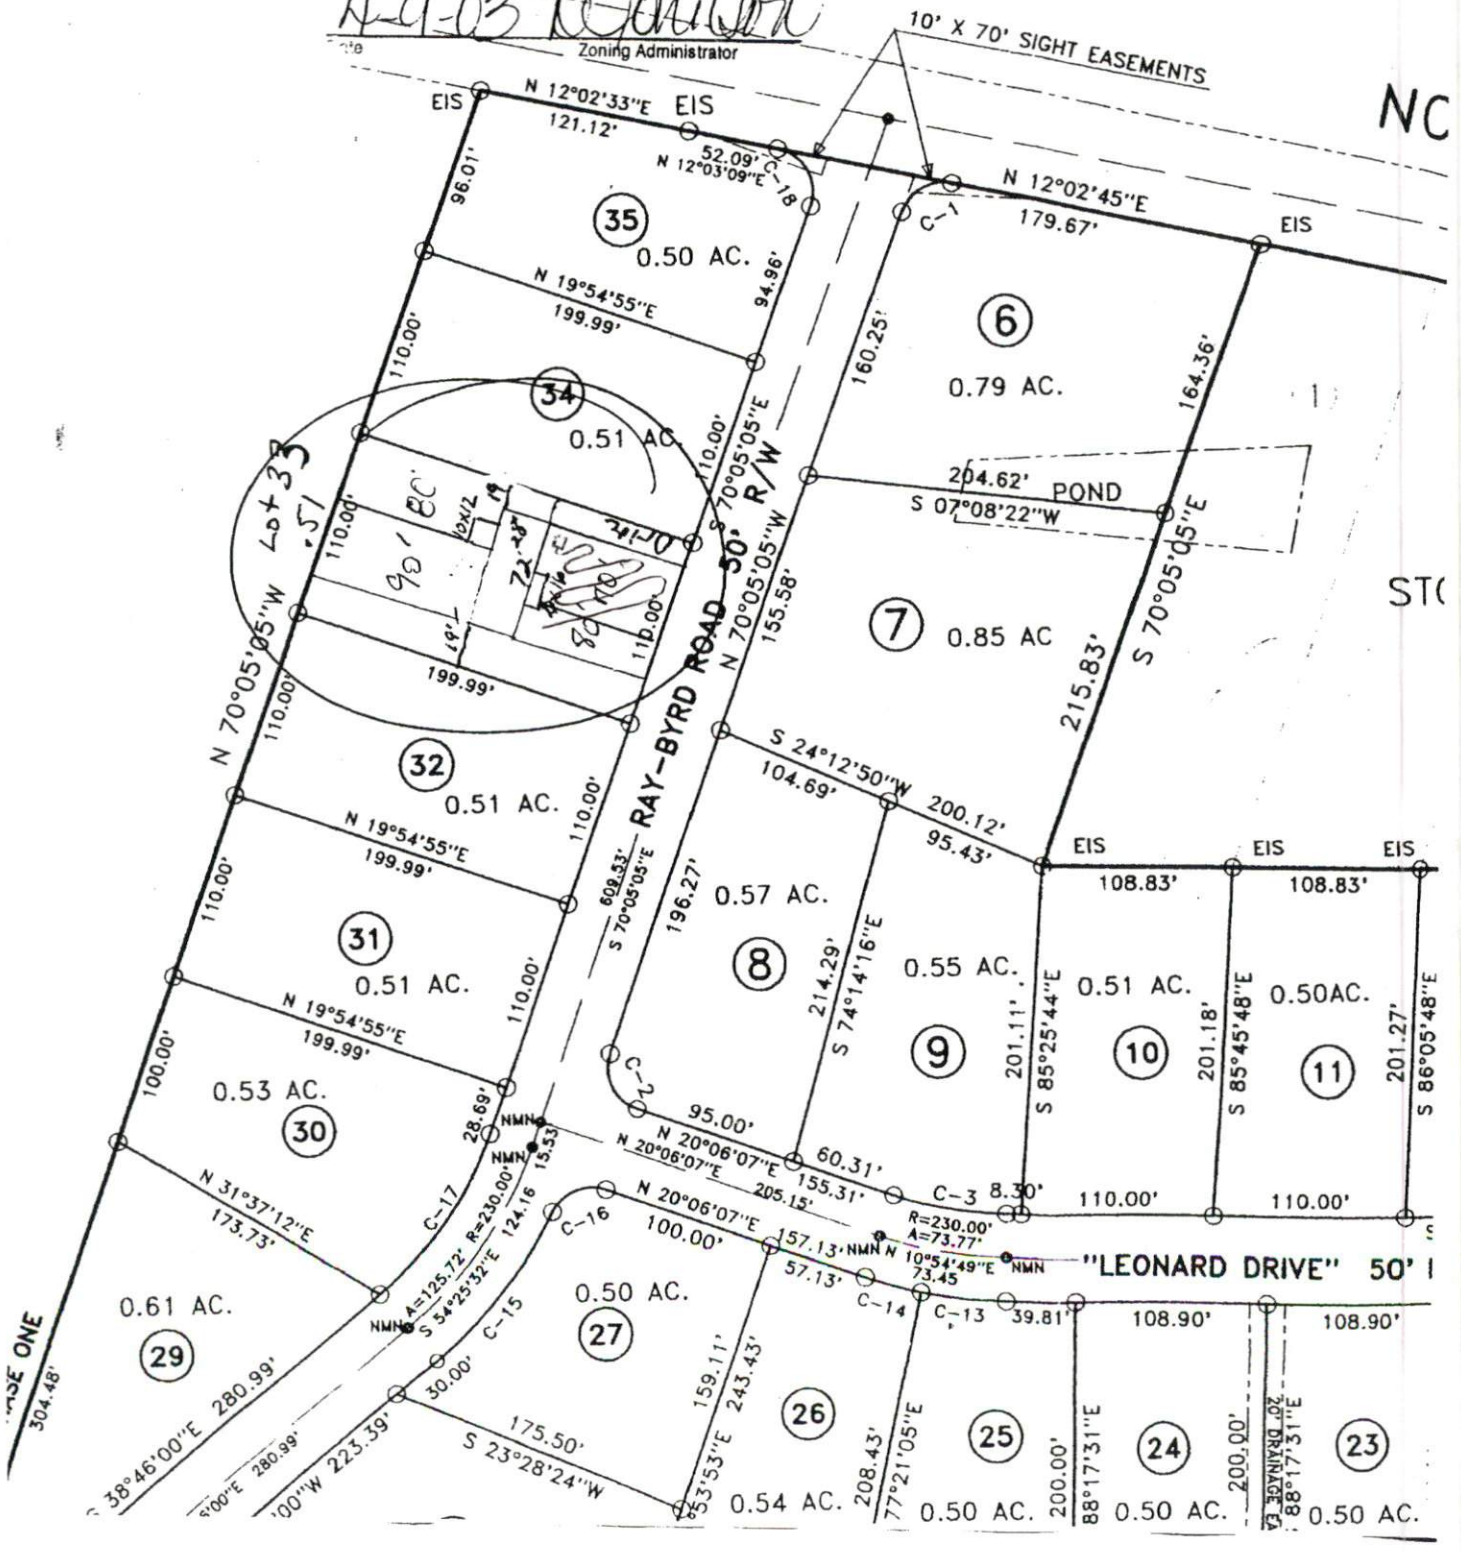 4-9-03
Zoning Administrator
10' X 70' SIGHT EASEMENTS
NO
EIS
N 12°02'33"E
121.12'
EIS
52.09'
N 12°03'09"E
C-18
N 12°02'45"E
179.67'
C-1
EIS
96.01'
35
0.50 AC.
94.96'
N 19°54'55"E
199.99'
6
0.79 AC.
160.25'
164.36'
110.00'
34
0.51 AC.
110.00'
S 70°05'05"E
204.62'
POND
S 07°08'22"W
Lot 33
.51
110.00'
90'
80'
10x12
19'
72'
28'
Drive
80'
19'
110.00'
199.99'
N 70°05'05"W
155.58'
RAY-BYRD ROAD 50' R/W
7
0.85 AC
215.83'
S 70°05'05"E
STO
N 70°05'05"W
110.00'
32
0.51 AC.
110.00'
N 19°54'55"E
199.99'
S 24°12'50"W
104.69'
200.12'
95.43'
EIS
EIS
EIS
108.83'
108.83'
609.53'
S 70°05'05"E
196.27'
0.57 AC.
8
214.29'
S 74°14'16"E
0.55 AC.
9
201.11'
S 85°25'44"E
0.51 AC.
10
201.18'
S 85°45'48"E
0.50AC.
11
201.27'
S 86°05'48"E
110.00'
31
0.51 AC.
110.00'
N 19°54'55"E
199.99'
100.00'
0.53 AC.
30
28.69'
NMN
NMN
15.53
C-2
95.00'
N 20°06'07"E
60.31'
155.31'
N 20°06'07"E
205.15'
C-3
8.30'
110.00'
110.00'
R=230.00'
A=73.77'
N 10°54'49"E
73.45
NMN
NMN
"LEONARD DRIVE" 50'
N 31°37'12"E
173.73'
C-17
R=230.00'
A=125.72'
124.16
S 54°25'32"E
NMN
C-16
N 20°06'07"E
100.00'
157.13'
57.13'
C-14
C-13
39.81'
108.90'
108.90'
C-15
0.50 AC.
27
0.61 AC.
29
304.48'
280.99'
S 38°46'00"E
280.99'
223.39'
30.00'
175.50'
S 23°28'24"W
159.11'
243.43'
53'53"E
26
0.54 AC.
208.43'
77°21'05"E
25
0.50 AC.
200.00'
88°17'31"E
24
0.50 AC.
200.00'
20' DRAINAGE EA
88°17'31"E
23
0.50 AC.